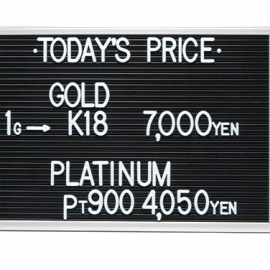 ·TODAY'S PRICE·
GOLD
1G→ K18 7,000YEN
PLATINUM
PT900 4,050YEN